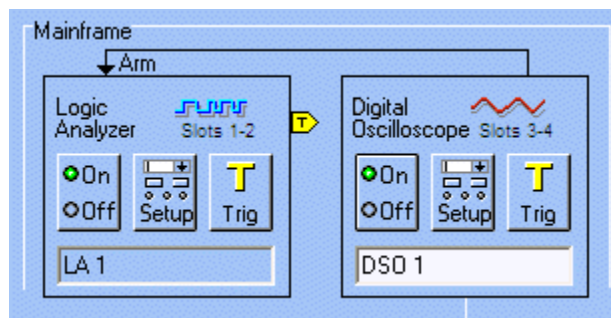 Mainframe
Arm
Logic
Analyzer
Slots 1-2
On
Off
Setup
T
Trig
LA 1
T
Digital
Oscilloscope
Slots 3-4
On
Off
Setup
T
Trig
DSO 1